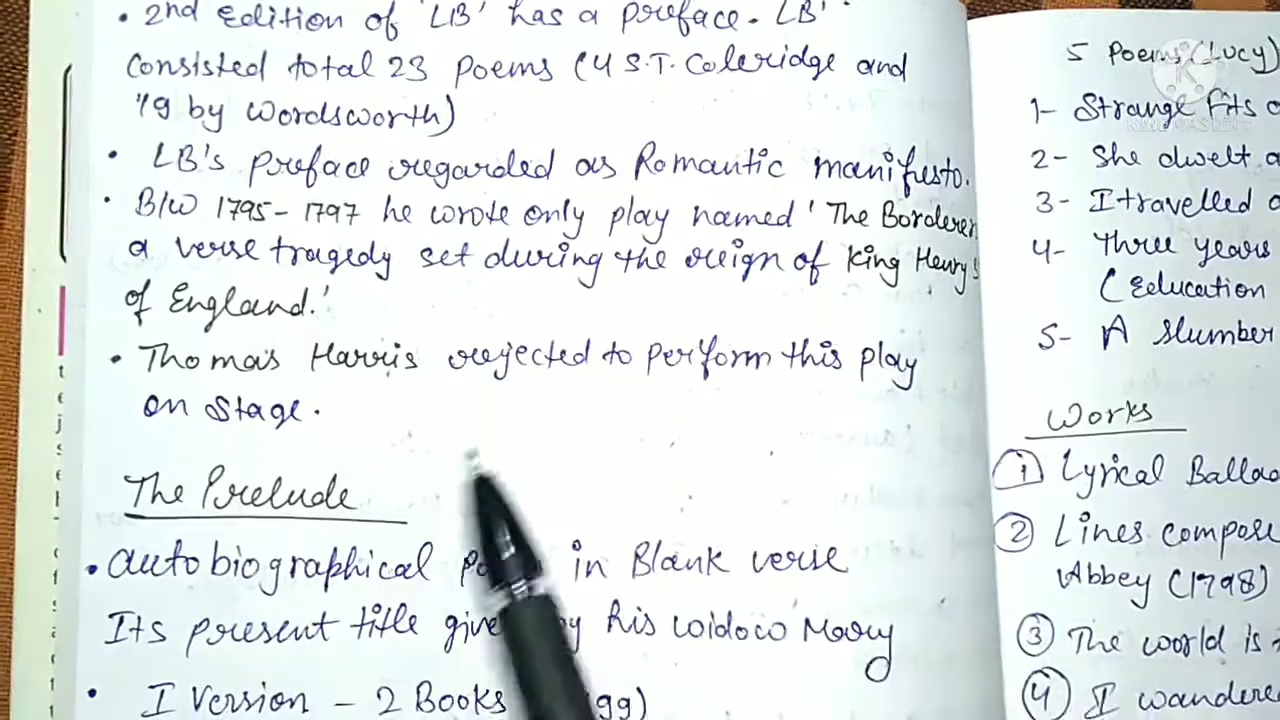 • 2nd Edition of 'LB' has a preface. LB'
consisted total 23 poems (4 S.T. Coleridge and
19 by Wordsworth)
• LB's preface regarded as Romantic manifesto.
• B/W 1795-1797 he wrote only play named 'The Borderer
a verse tragedy set during the reign of King Henry
of England.'
• Thomas Harris rejected to perform this play
on stage.
The Prelude
• autobiographical in Blank verse
Its present title given by his widow Mary
• I Version - 2 Books 99)
5 Poems (Lucy)
1- Strange fits
2- She dwelt
3- I travelled
4- Three years
(Education
5- A slumber
Works
① Lyrical Ballad
② Lines compose
Abbey (1798)
③ The world is
④ I wandere